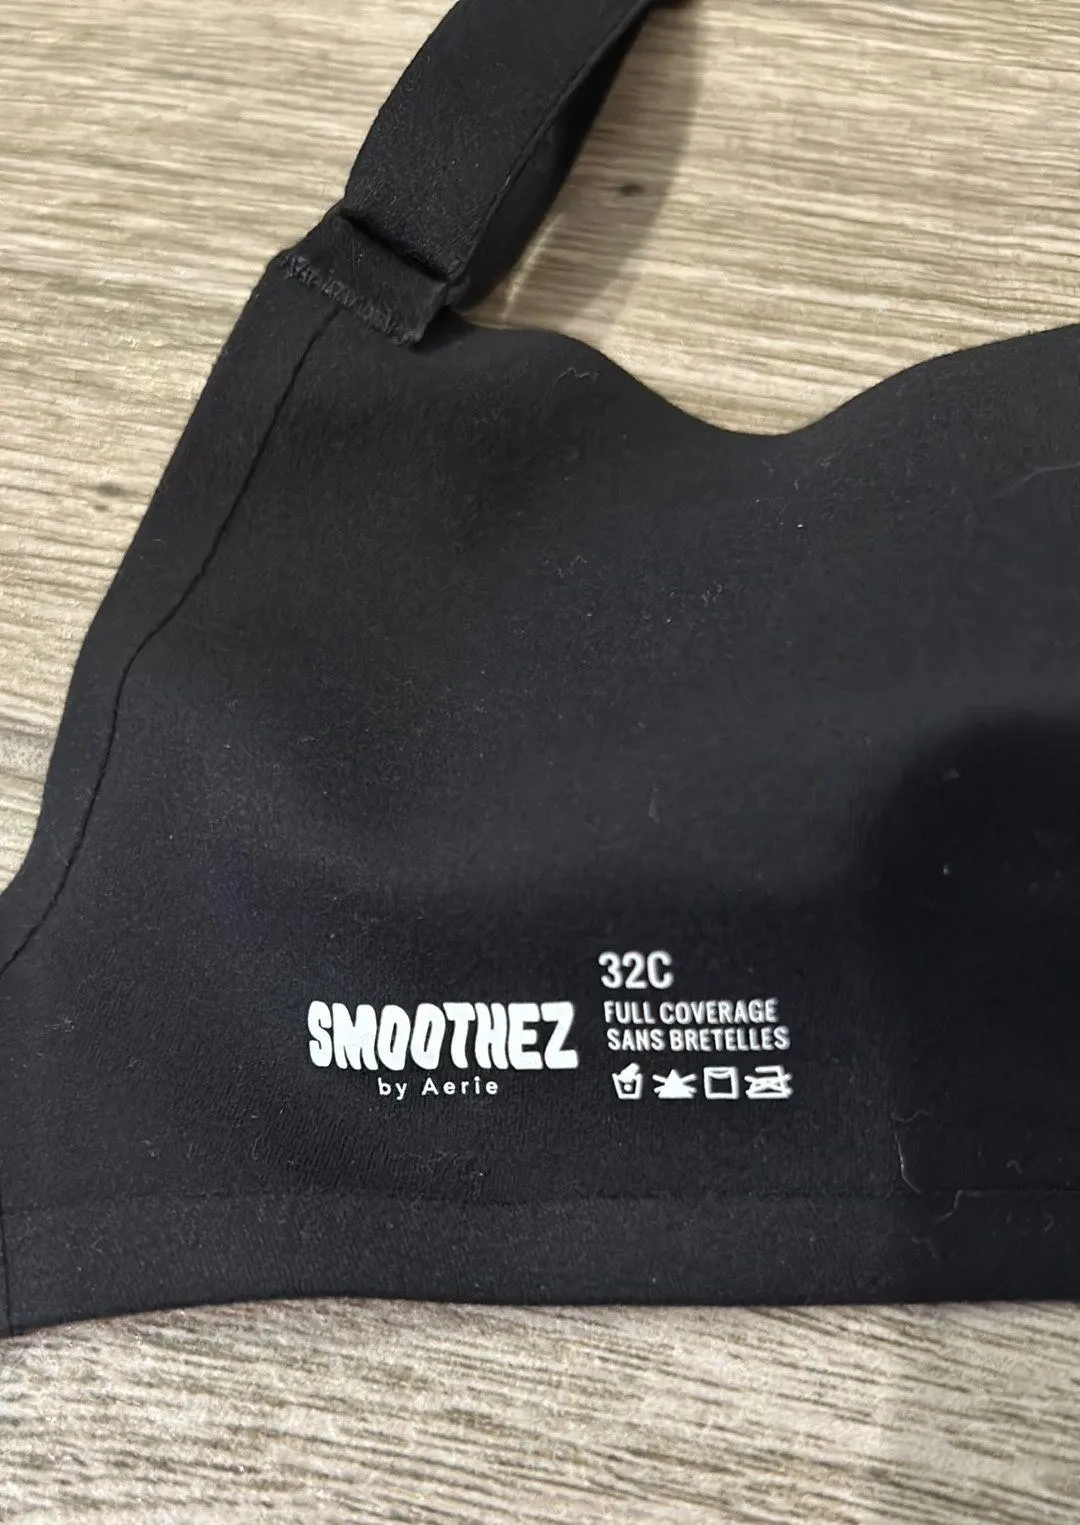 SMOOTHEZ
by Aerie
32C
FULL COVERAGE
SANS BRETELLES